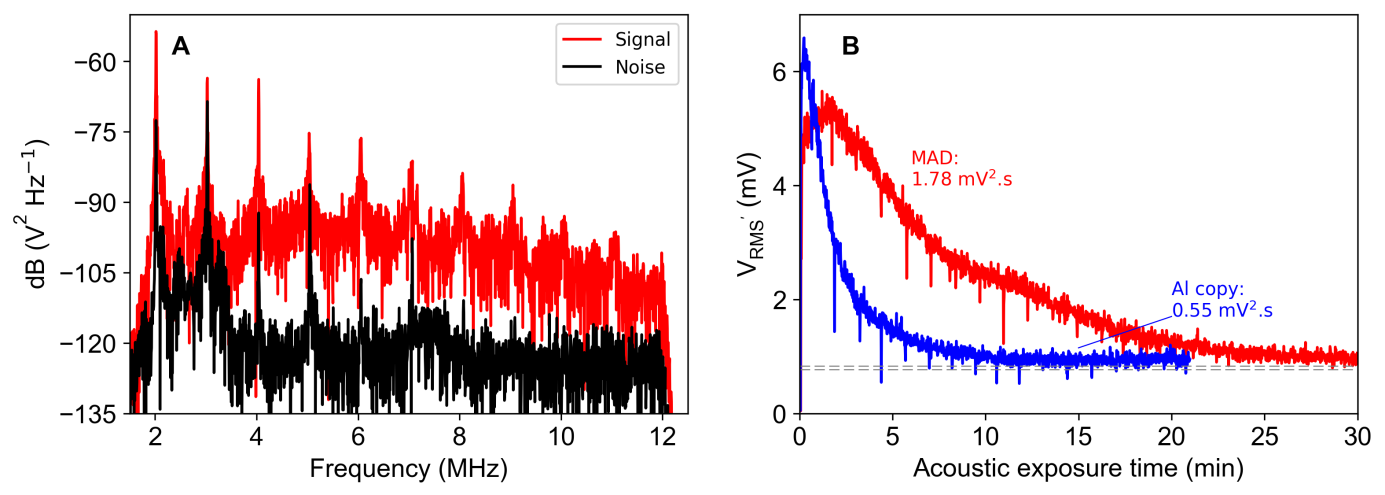 A
Signal
Noise
−60
−75
−90
−105
−120
−135
dB (V² Hz⁻¹)
2
4
6
8
10
12
Frequency (MHz)
B
6
4
2
0
V_RMS′ (mV)
MAD:
1.78 mV².s
Al copy:
0.55 mV².s
0
5
10
15
20
25
30
Acoustic exposure time (min)